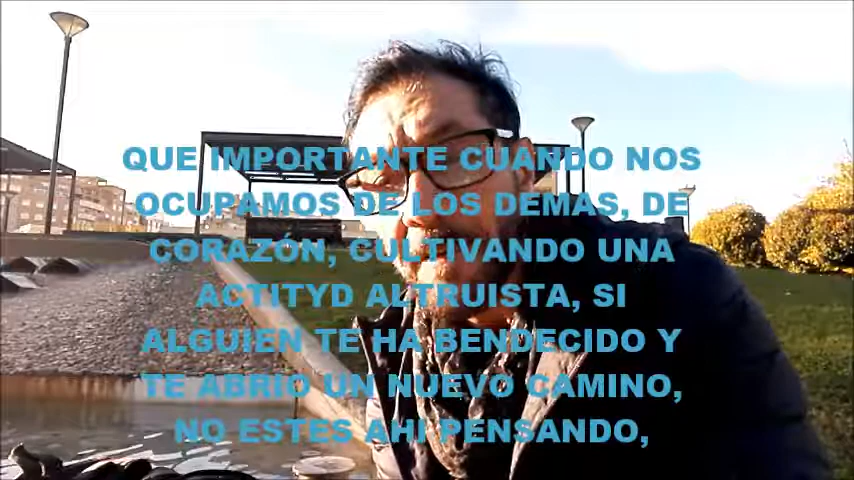 QUE IMPORTANTE CUANDO NOS
OCUPAMOS DE LOS DEMAS, DE
CORAZÓN, CULTIVANDO UNA
ACTITYD ALTRUISTA, SI
ALGUIEN TE HA BENDECIDO Y
TE ABRIO UN NUEVO CAMINO,
NO ESTES AHI PENSANDO,